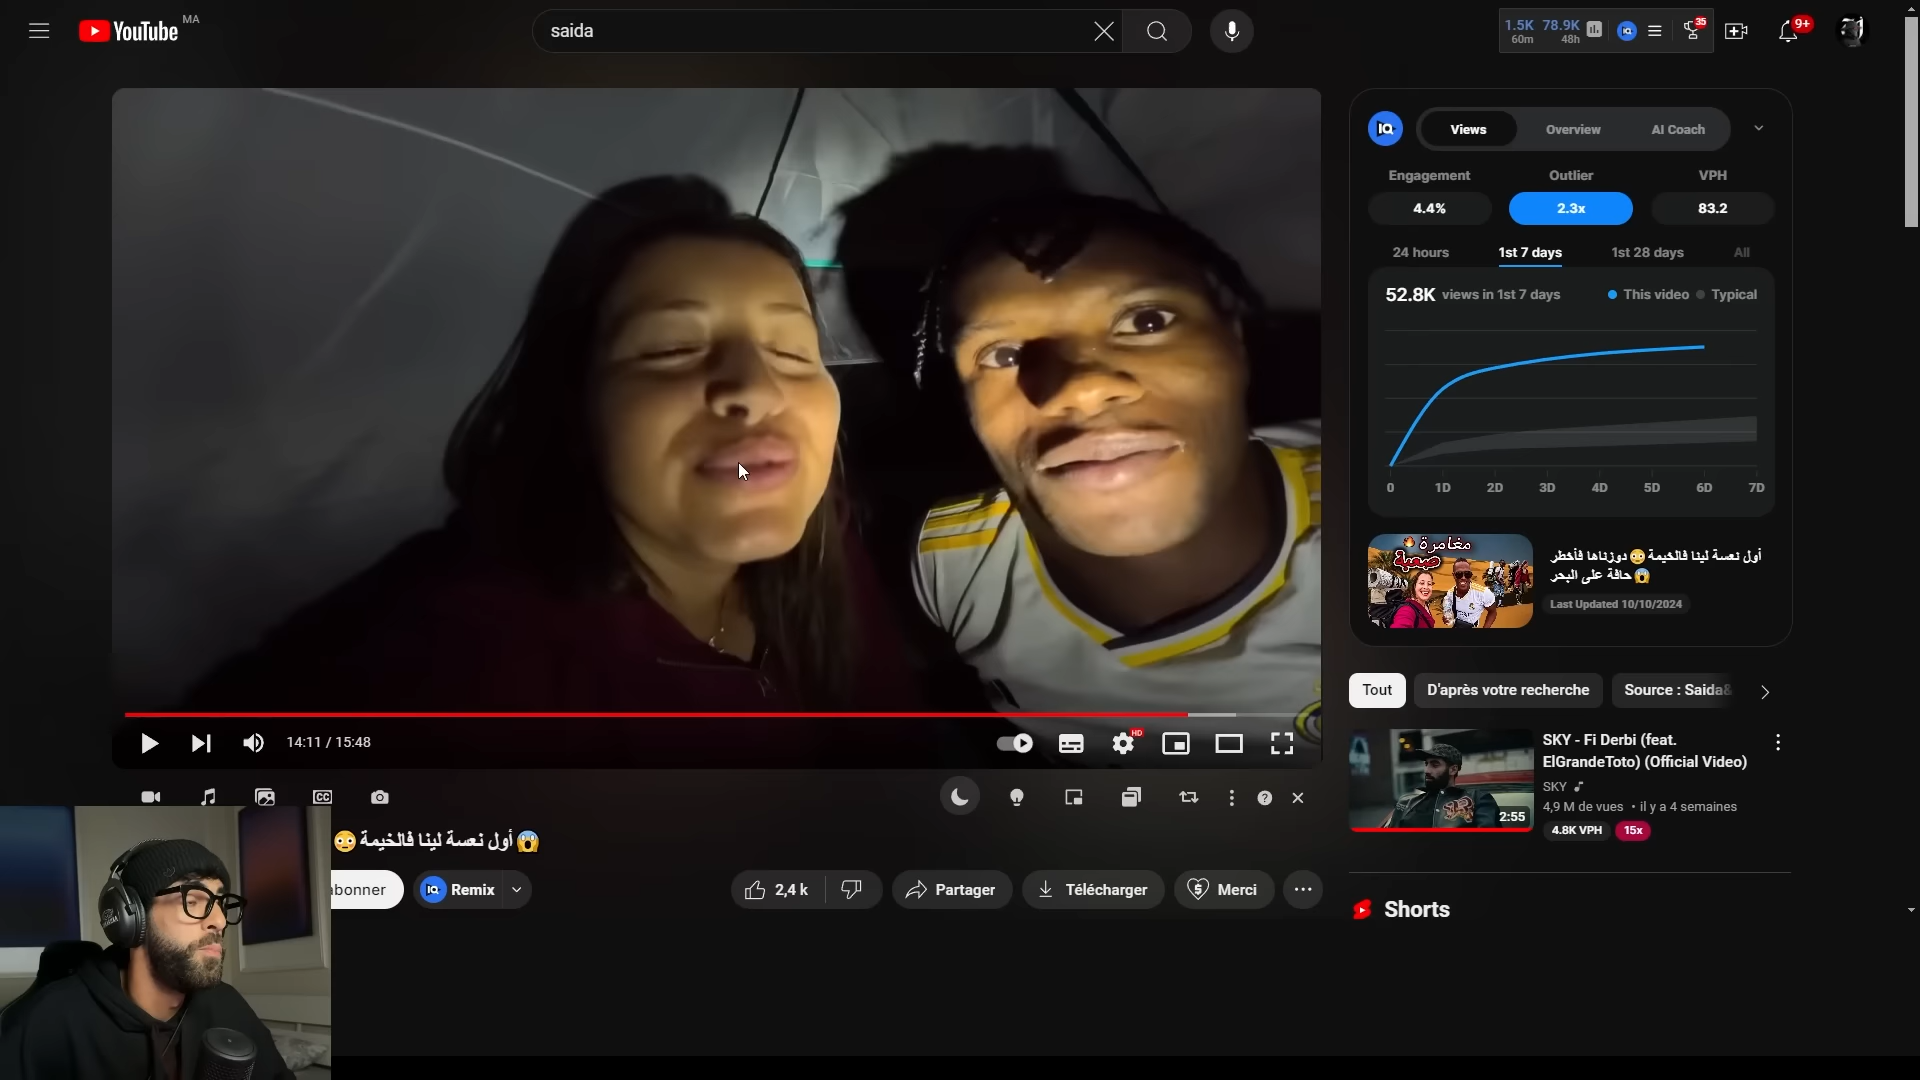 YouTube MA
saida
1.5K 78.9K
60m 48h
35
9+
IQ
Views Overview AI Coach
Engagement Outlier VPH
4.4% 2.3x 83.2
24 hours 1st 7 days 1st 28 days All
52.8K views in 1st 7 days This video Typical
0 1D 2D 3D 4D 5D 6D 7D
مغامرة
صعيبة
أول نعسة لينا فالخيمة😳 دوزناها فأخطر
حافة على البحر😱
Last Updated 10/10/2024
14:11 / 15:48
HD
CC
Tout D'après votre recherche Source : Saida&
SKY - Fi Derbi (feat.
ElGrandeToto) (Official Video)
SKY
4,9 M de vues • il y a 4 semaines
4.8K VPH 15x
2:55
😱 أول نعسة لينا فالخيمة 😳
abonner IQ Remix
2,4 k Partager Télécharger Merci
Shorts